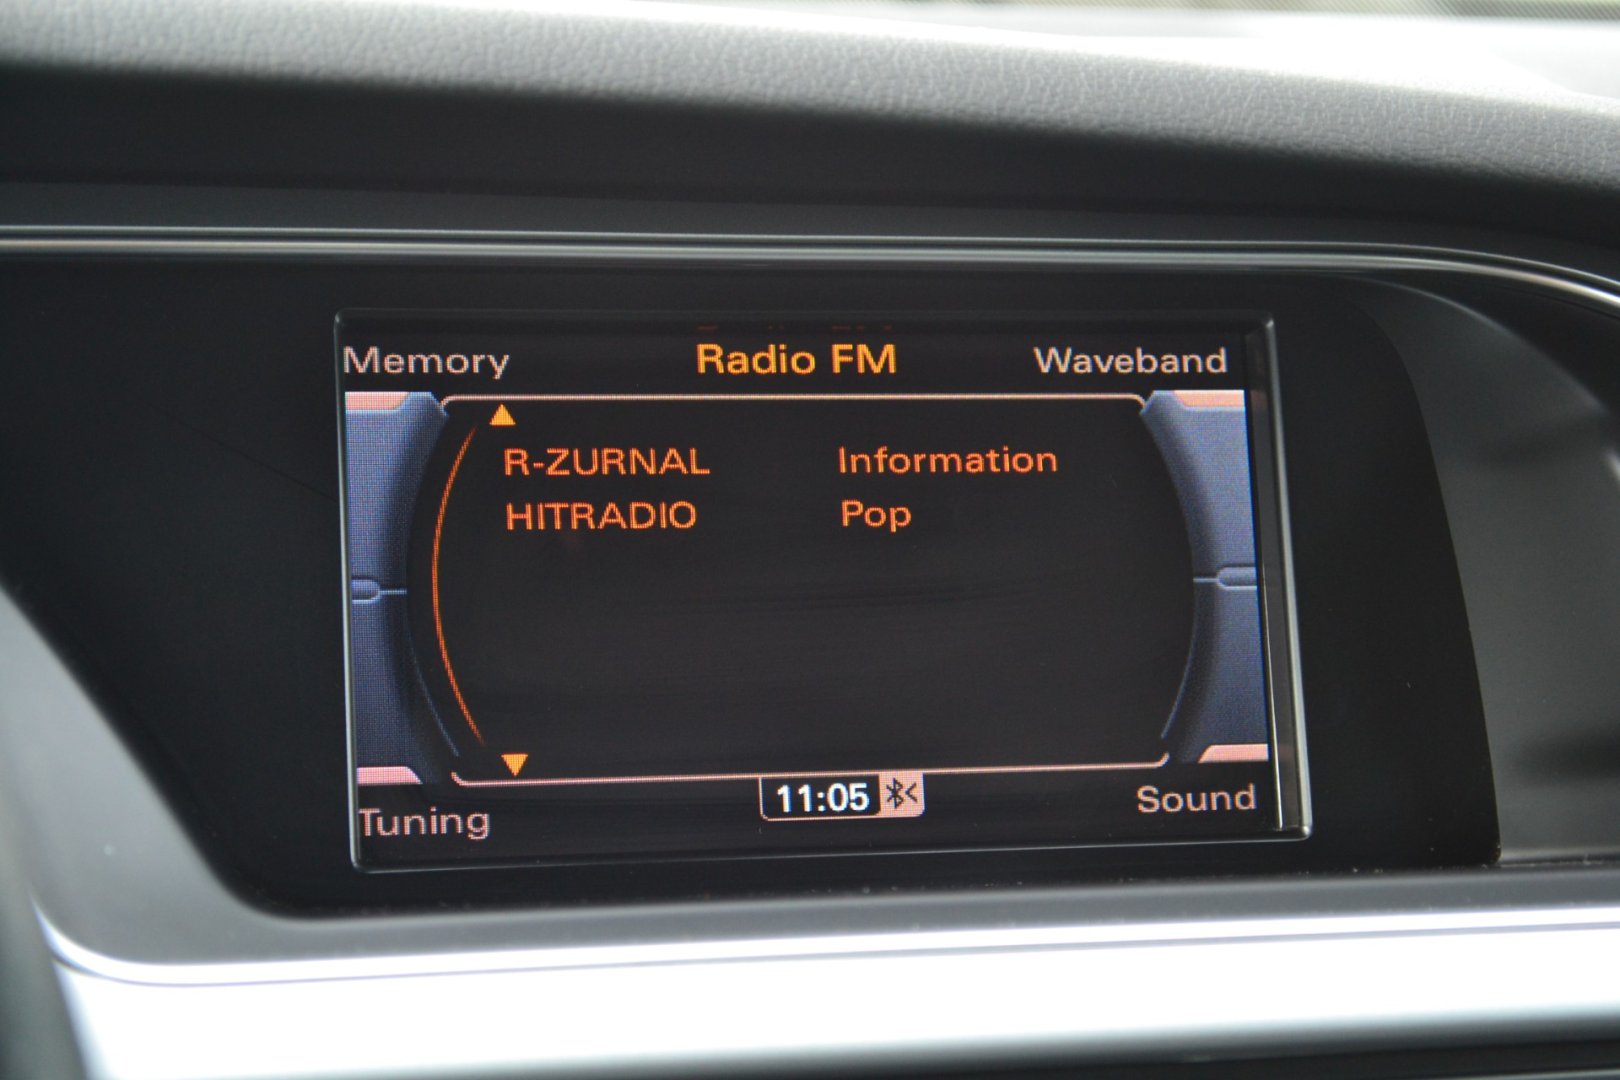 Memory Radio FM Waveband
R-ZURNAL Information
HITRADIO Pop
Tuning 11:05 Sound